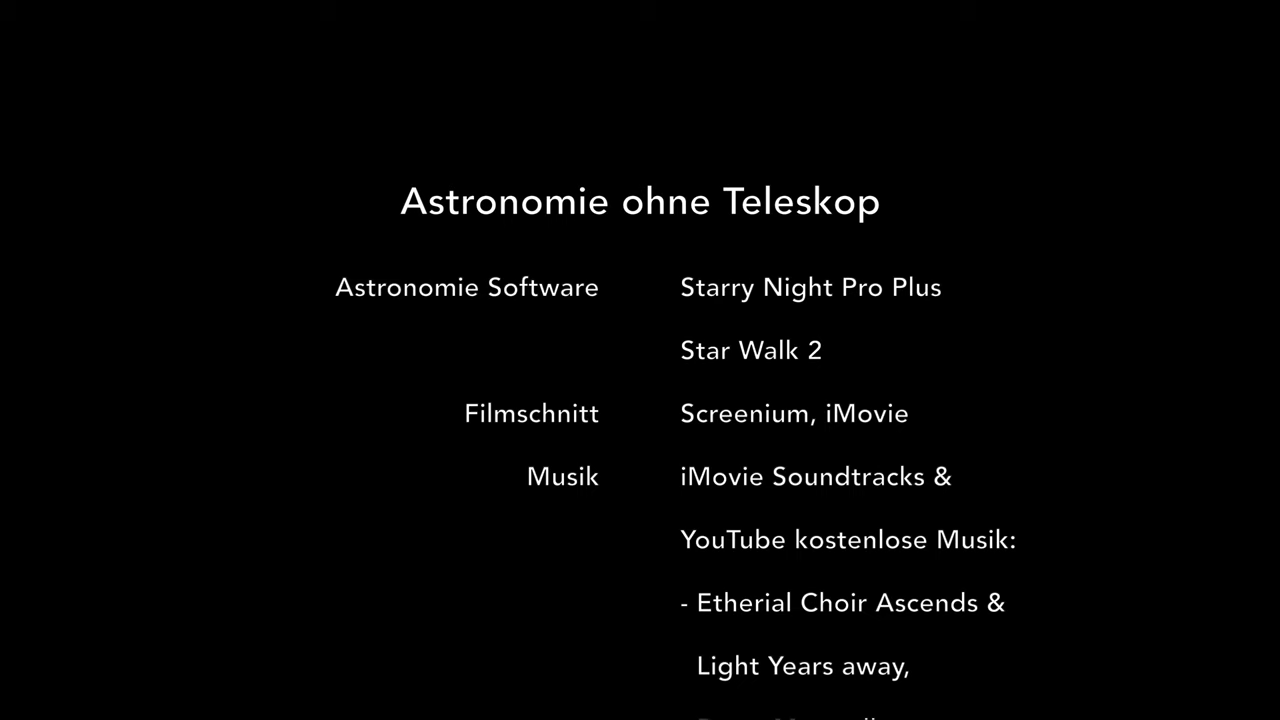 Astronomie ohne Teleskop
Astronomie Software Starry Night Pro Plus
Star Walk 2
Filmschnitt Screenium, iMovie
Musik iMovie Soundtracks &
YouTube kostenlose Musik:
- Etherial Choir Ascends &
Light Years away,